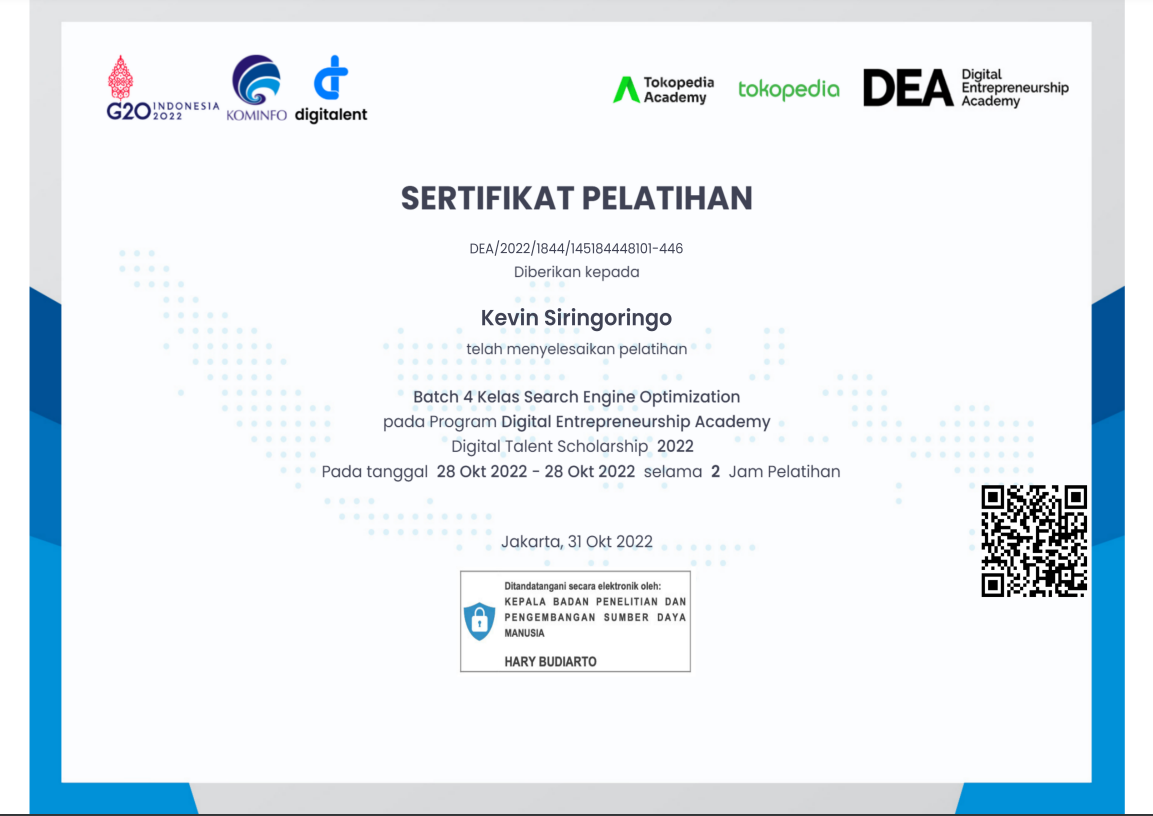 G20 INDONESIA 2022
KOMINFO
digitalent
Tokopedia Academy
tokopedia
DEA Digital Entrepreneurship Academy
SERTIFIKAT PELATIHAN
DEA/2022/1844/145184448101-446
Diberikan kepada
Kevin Siringoringo
telah menyelesaikan pelatihan
Batch 4 Kelas Search Engine Optimization
pada Program Digital Entrepreneurship Academy
Digital Talent Scholarship 2022
Pada tanggal 28 Okt 2022 - 28 Okt 2022 selama 2 Jam Pelatihan
Jakarta, 31 Okt 2022
Ditandatangani secara elektronik oleh:
KEPALA BADAN PENELITIAN DAN
PENGEMBANGAN SUMBER DAYA
MANUSIA
HARY BUDIARTO